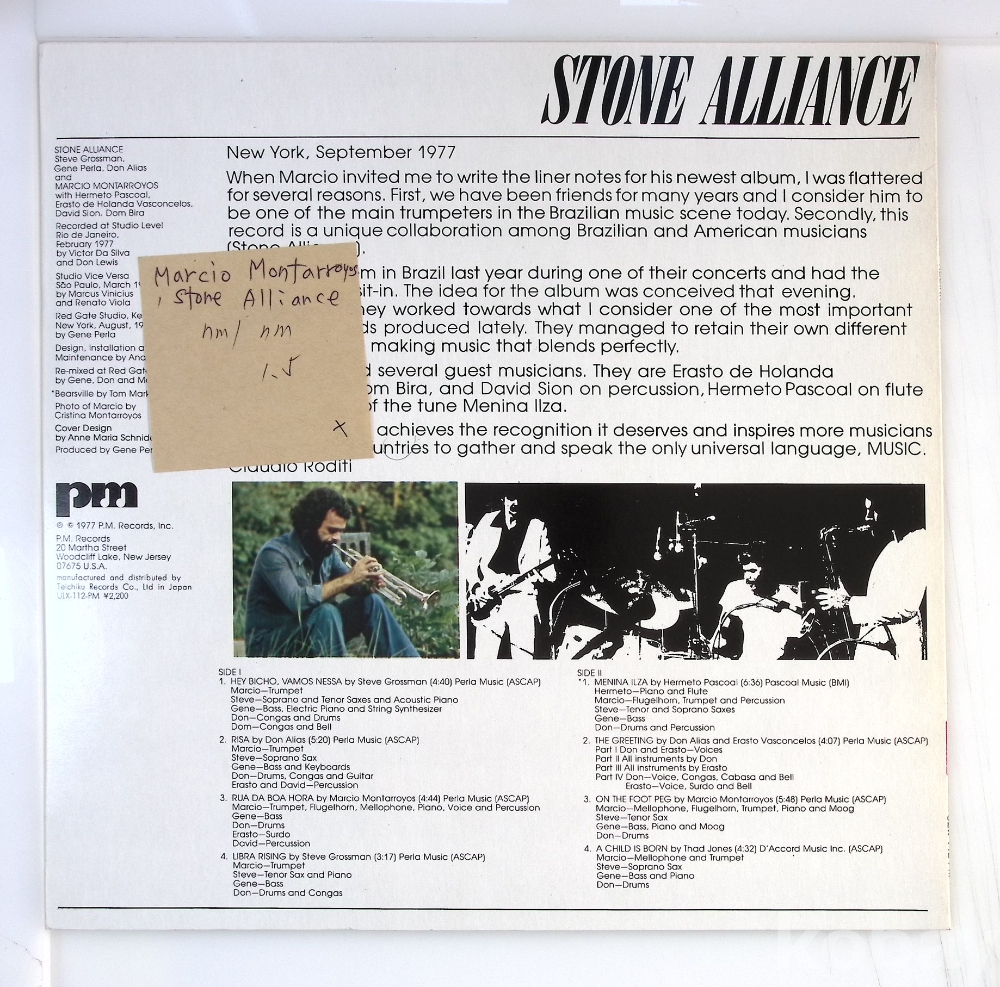 STONE ALLIANCE
STONE ALLIANCE
Steve Grossman,
Gene Perla, Don Alias
and
MARCIO MONTARROYOS
with Hermeto Pascoal,
Erasto de Holanda Vasconcelos,
David Sion, Dom Bira
Recorded at Studio Level
Rio de Janeiro,
February 1977
by Victor Da Silva
and Don Lewis
Studio Vice Versa
São Paulo, March 19
by Marcus Vinicius
and Renato Viola
Red Gate Studio, Ke
New York, August, 19
by Gene Perla
Design, Installation a
Maintenance by And
Re-mixed at Red Gate
by Gene, Don and Ma
*Bearsville by Tom Mark
Photo of Marcio by
Cristina Montarroyos
Cover Design
by Anne Maria Schnide
Produced by Gene Per
pm
℗ © 1977 P.M. Records, Inc.
P.M. Records
20 Martha Street
Woodcliff Lake, New Jersey
07675 U.S.A.
manufactured and distributed by
Teichiku Records Co., Ltd in Japan
ULX-112-PM ¥2,200
New York, September 1977
When Marcio invited me to write the liner notes for his newest album, I was flattered
for several reasons. First, we have been friends for many years and I consider him to
be one of the main trumpeters in the Brazilian music scene today. Secondly, this
record is a unique collaboration among Brazilian and American musicians
(Stone Alliance).
m in Brazil last year during one of their concerts and had the
sit-in. The idea for the album was conceived that evening.
hey worked towards what I consider one of the most important
ds produced lately. They managed to retain their own different
making music that blends perfectly.
d several guest musicians. They are Erasto de Holanda
om Bira, and David Sion on percussion, Hermeto Pascoal on flute
of the tune Menina Ilza.
achieves the recognition it deserves and inspires more musicians
untries to gather and speak the only universal language, MUSIC.
Claudio Roditi
Marcio Montarroyos
, Stone Alliance
nm/ nm
1.5
x
SIDE I
1. HEY BICHO, VAMOS NESSA by Steve Grossman (4:40) Perla Music (ASCAP)
Marcio—Trumpet
Steve—Soprano and Tenor Saxes and Acoustic Piano
Gene—Bass, Electric Piano and String Synthesizer
Don—Congas and Drums
Dom—Congas and Bell
2. RISA by Don Alias (5:20) Perla Music (ASCAP)
Marcio—Trumpet
Steve—Soprano Sax
Gene—Bass and Keyboards
Don—Drums, Congas and Guitar
Erasto and David—Percussion
3. RUA DA BOA HORA by Marcio Montarroyos (4:44) Perla Music (ASCAP)
Marcio—Trumpet, Flugelhorn, Mellophone, Piano, Voice and Percussion
Gene—Bass
Don—Drums
Erasto—Surdo
David—Percussion
4. LIBRA RISING by Steve Grossman (3:17) Perla Music (ASCAP)
Marcio—Trumpet
Steve—Tenor Sax and Piano
Gene—Bass
Don—Drums and Congas
SIDE II
*1. MENINA ILZA by Hermeto Pascoal (6:36) Pascoal Music (BMI)
Hermeto—Piano and Flute
Marcio—Flugelhorn, Trumpet and Percussion
Steve—Tenor and Soprano Saxes
Gene—Bass
Don—Drums and Percussion
2. THE GREETING by Don Alias and Erasto Vasconcelos (4:07) Perla Music (ASCAP)
Part I Don and Erasto—Voices
Part II All instruments by Don
Part III All instruments by Erasto
Part IV Don—Voice, Congas, Cabasa and Bell
Erasto—Voice, Surdo and Bell
3. ON THE FOOT PEG by Marcio Montarroyos (5:48) Perla Music (ASCAP)
Marcio—Mellophone, Flugelhorn, Trumpet, Piano and Moog
Steve—Tenor Sax
Gene—Bass, Piano and Moog
Don—Drums
4. A CHILD IS BORN by Thad Jones (4:32) D'Accord Music Inc. (ASCAP)
Marcio—Mellophone and Trumpet
Steve—Soprano Sax
Gene—Bass and Piano
Don—Drums